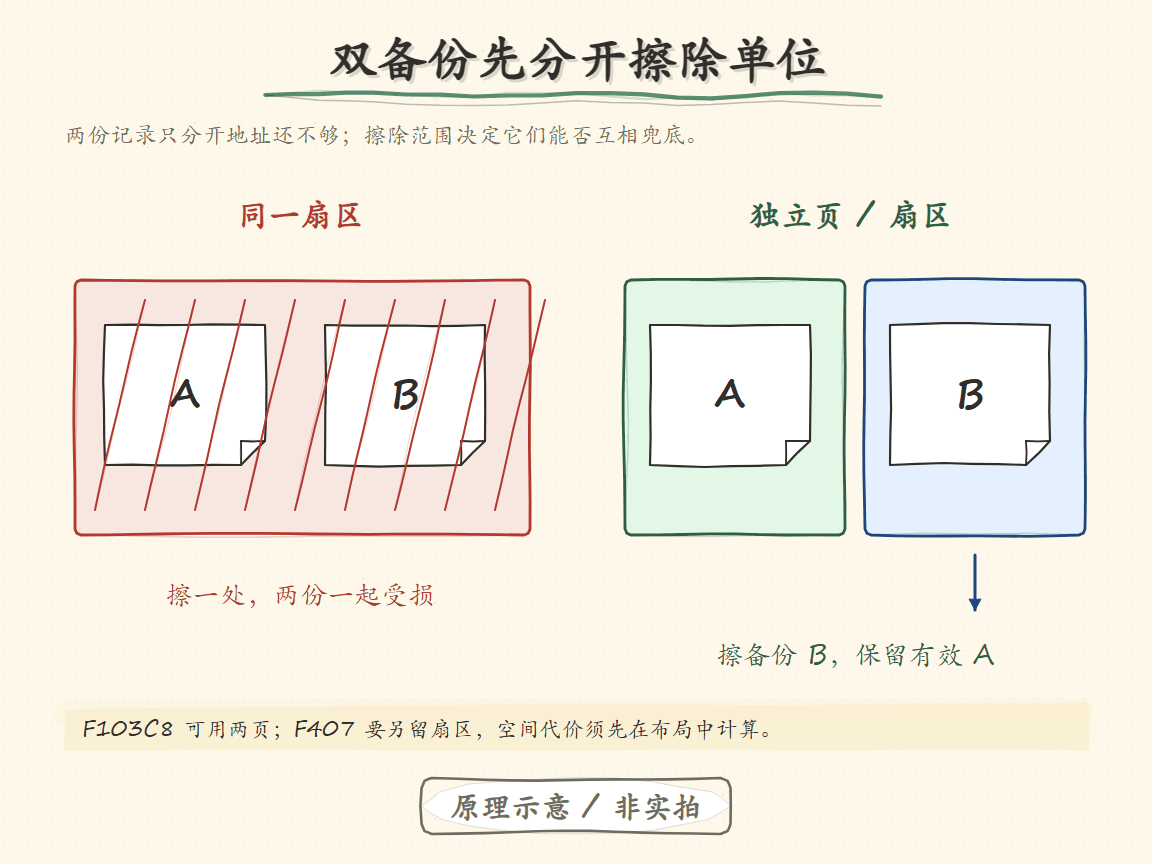 双备份先分开擦除单位
两份记录只分开地址还不够；擦除范围决定它们能否互相兜底。
同一扇区
独立页 / 扇区
A
B
A
B
擦一处，两份一起受损
擦备份 B，保留有效 A
F103C8 可用两页；F407 要另留扇区，空间代价须先在布局中计算。
原理示意 / 非实拍